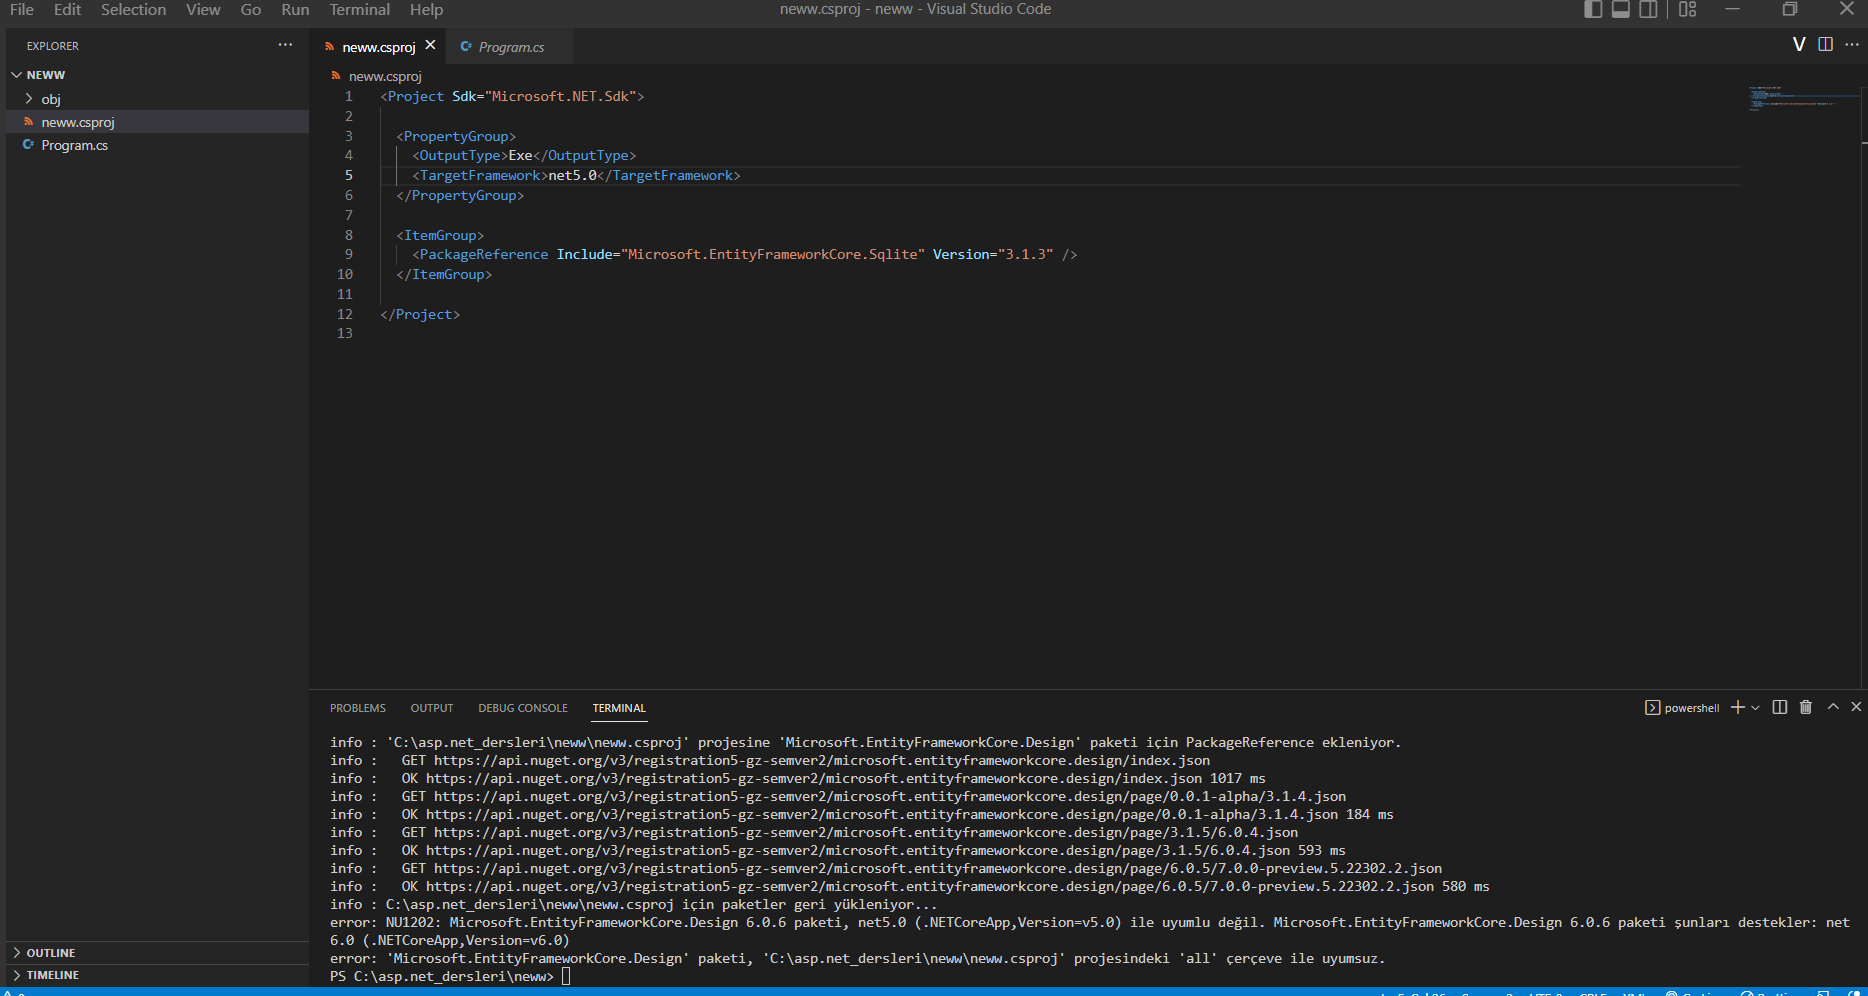 File Edit Selection View Go Run Terminal Help
neww.csproj - neww - Visual Studio Code
EXPLORER
NEWW
obj
neww.csproj
Program.cs
OUTLINE
TIMELINE
neww.csproj
Program.cs
neww.csproj
1 <Project Sdk="Microsoft.NET.Sdk">
2
3 <PropertyGroup>
4 <OutputType>Exe</OutputType>
5 <TargetFramework>net5.0</TargetFramework>
6 </PropertyGroup>
7
8 <ItemGroup>
9 <PackageReference Include="Microsoft.EntityFrameworkCore.Sqlite" Version="3.1.3" />
10 </ItemGroup>
11
12 </Project>
13
PROBLEMS OUTPUT DEBUG CONSOLE TERMINAL
powershell
info : 'C:\asp.net_dersleri\neww\neww.csproj' projesine 'Microsoft.EntityFrameworkCore.Design' paketi için PackageReference ekleniyor.
info :   GET https://api.nuget.org/v3/registration5-gz-semver2/microsoft.entityframeworkcore.design/index.json
info :   OK https://api.nuget.org/v3/registration5-gz-semver2/microsoft.entityframeworkcore.design/index.json 1017 ms
info :   GET https://api.nuget.org/v3/registration5-gz-semver2/microsoft.entityframeworkcore.design/page/0.0.1-alpha/3.1.4.json
info :   OK https://api.nuget.org/v3/registration5-gz-semver2/microsoft.entityframeworkcore.design/page/0.0.1-alpha/3.1.4.json 184 ms
info :   GET https://api.nuget.org/v3/registration5-gz-semver2/microsoft.entityframeworkcore.design/page/3.1.5/6.0.4.json
info :   OK https://api.nuget.org/v3/registration5-gz-semver2/microsoft.entityframeworkcore.design/page/3.1.5/6.0.4.json 593 ms
info :   GET https://api.nuget.org/v3/registration5-gz-semver2/microsoft.entityframeworkcore.design/page/6.0.5/7.0.0-preview.5.22302.2.json
info :   OK https://api.nuget.org/v3/registration5-gz-semver2/microsoft.entityframeworkcore.design/page/6.0.5/7.0.0-preview.5.22302.2.json 580 ms
info : C:\asp.net_dersleri\neww\neww.csproj için paketler geri yükleniyor...
error: NU1202: Microsoft.EntityFrameworkCore.Design 6.0.6 paketi, net5.0 (.NETCoreApp,Version=v5.0) ile uyumlu değil. Microsoft.EntityFrameworkCore.Design 6.0.6 paketi şunları destekler: net
6.0 (.NETCoreApp,Version=v6.0)
error: 'Microsoft.EntityFrameworkCore.Design' paketi, 'C:\asp.net_dersleri\neww\neww.csproj' projesindeki 'all' çerçeve ile uyumsuz.
PS C:\asp.net_dersleri\neww>